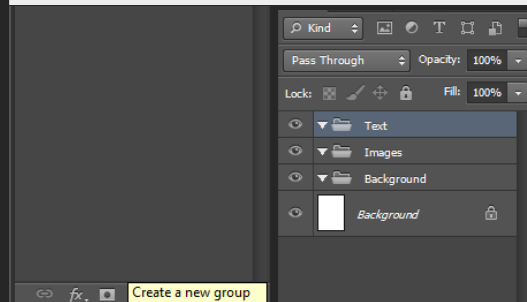 Kind
Pass Through Opacity: 100%
Lock: Fill: 100%
Text
Images
Background
Background
fx. Create a new group